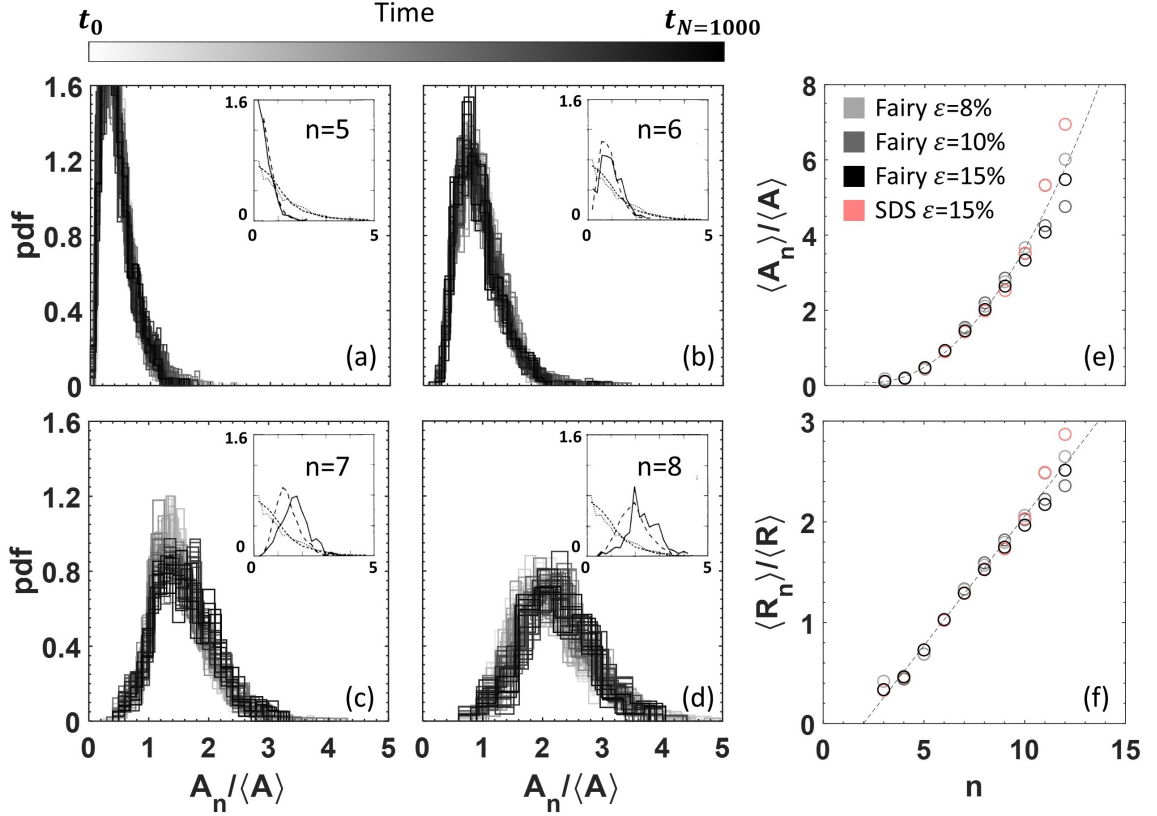 Time
t0 tN=1000
1.6
1.2
0.8
0.4
0
pdf
1.6
n=5
0
0 5
(a)
1.6
n=6
0
0 5
(b)
8
6
4
2
0
⟨An⟩/⟨A⟩
Fairy ε=8%
Fairy ε=10%
Fairy ε=15%
SDS ε=15%
(e)
1.6
1.2
0.8
0.4
0
pdf
1.6
n=7
0
0 5
(c)
0 1 2 3 4 5
An/⟨A⟩
1.6
n=8
0
0 5
(d)
1 2 3 4 5
An/⟨A⟩
3
2
1
0
⟨Rn⟩/⟨R⟩
(f)
0 5 10 15
n